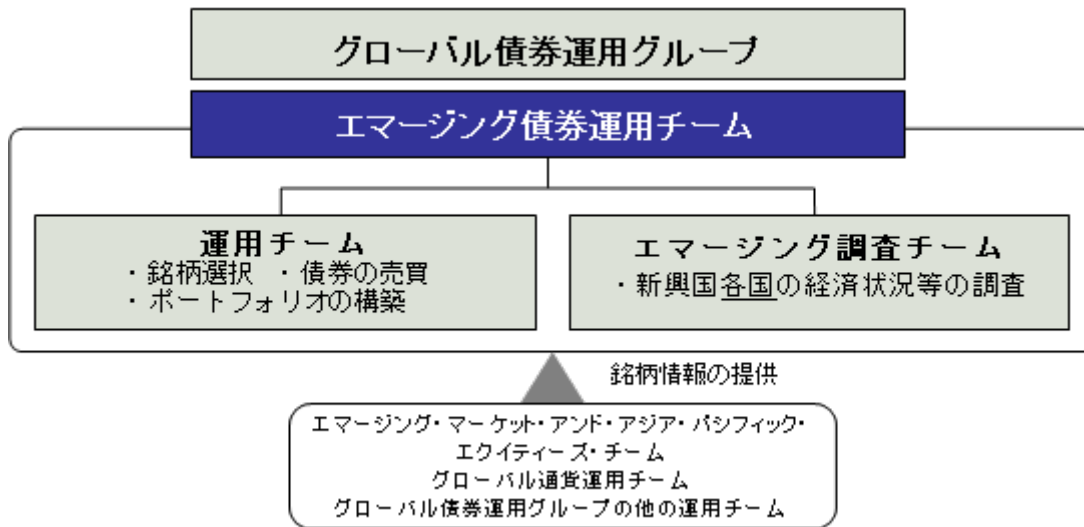 グローバル債券運用グループ
エマージング債券運用チーム
運用チーム
・銘柄選択　・債券の売買
・ポートフォリオの構築
エマージング調査チーム
・新興国各国の経済状況等の調査
銘柄情報の提供
エマージング・マーケット・アンド・アジア・パシフィック・
エクイティーズ・チーム
グローバル通貨運用チーム
グローバル債券運用グループの他の運用チーム